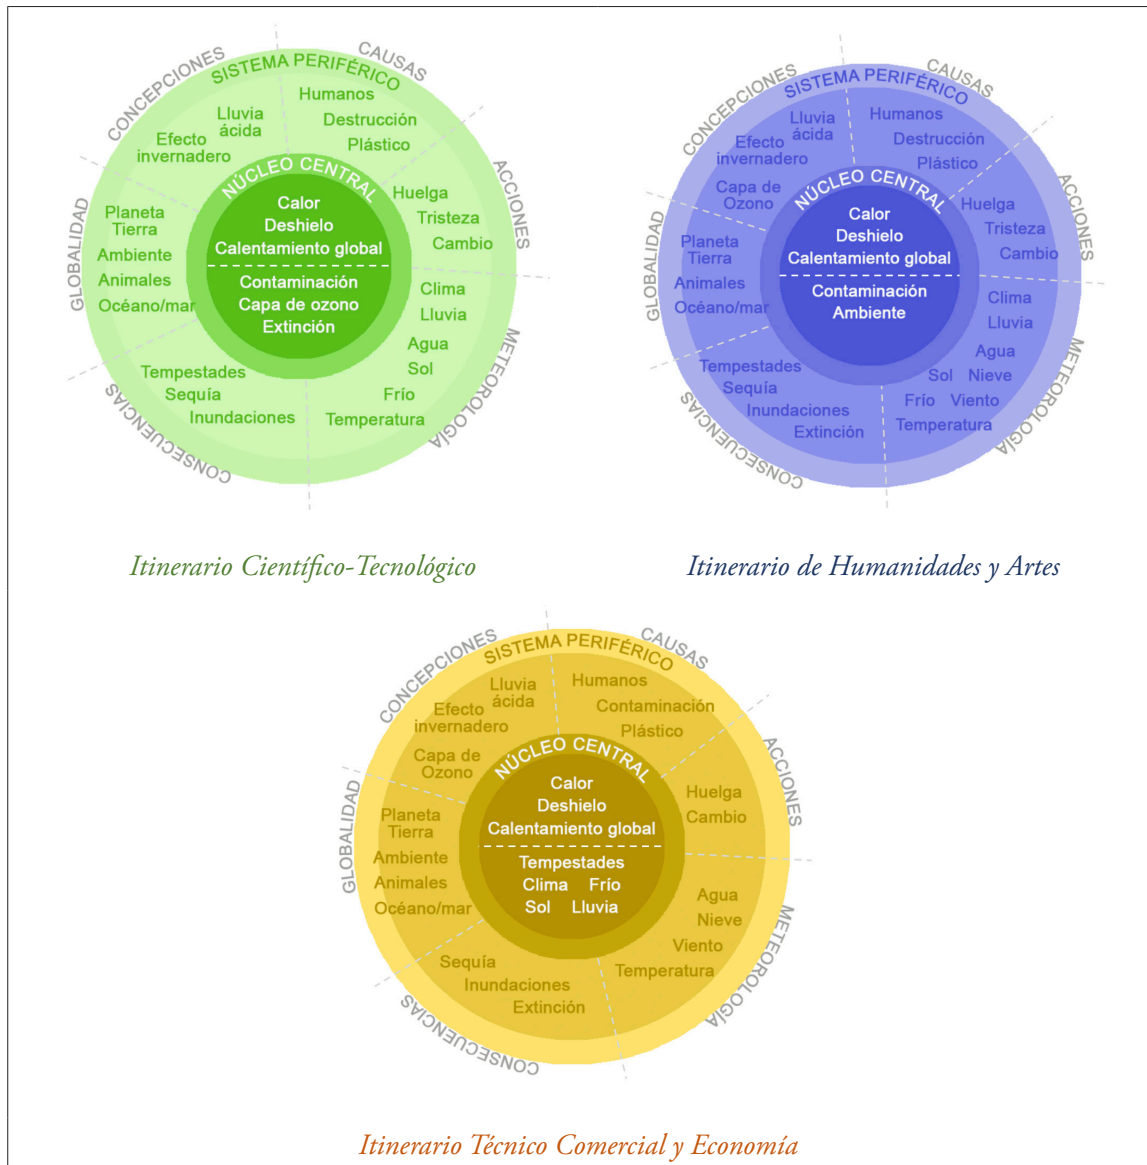 CONCEPCIONES
CAUSAS
ACCIONES
METEOROLOGÍA
CONSECUENCIAS
GLOBALIDAD
SISTEMA PERIFÉRICO
Lluvia
ácida
Efecto
invernadero
Humanos
Destrucción
Plástico
Huelga
Tristeza
Cambio
Clima
Lluvia
Agua
Sol
Frío
Temperatura
Tempestades
Sequía
Inundaciones
Planeta
Tierra
Ambiente
Animales
Océano/mar
NÚCLEO CENTRAL
Calor
Deshielo
Calentamiento global
Contaminación
Capa de ozono
Extinción
Itinerario Científico-Tecnológico
CONCEPCIONES
CAUSAS
ACCIONES
METEOROLOGÍA
CONSECUENCIAS
GLOBALIDAD
SISTEMA PERIFÉRICO
Lluvia
ácida
Efecto
invernadero
Capa de
Ozono
Humanos
Destrucción
Plástico
Huelga
Tristeza
Cambio
Clima
Lluvia
Agua
Sol Nieve
Frío Viento
Temperatura
Tempestades
Sequía
Inundaciones
Extinción
Planeta
Tierra
Animales
Océano/mar
NÚCLEO CENTRAL
Calor
Deshielo
Calentamiento global
Contaminación
Ambiente
Itinerario de Humanidades y Artes
CONCEPCIONES
CAUSAS
ACCIONES
METEOROLOGÍA
CONSECUENCIAS
GLOBALIDAD
SISTEMA PERIFÉRICO
Lluvia
ácida
Efecto
invernadero
Capa de
Ozono
Humanos
Contaminación
Plástico
Huelga
Cambio
Agua
Nieve
Viento
Temperatura
Sequía
Inundaciones
Extinción
Planeta
Tierra
Ambiente
Animales
Océano/mar
NÚCLEO CENTRAL
Calor
Deshielo
Calentamiento global
Tempestades
Clima Frío
Sol Lluvia
Itinerario Técnico Comercial y Economía